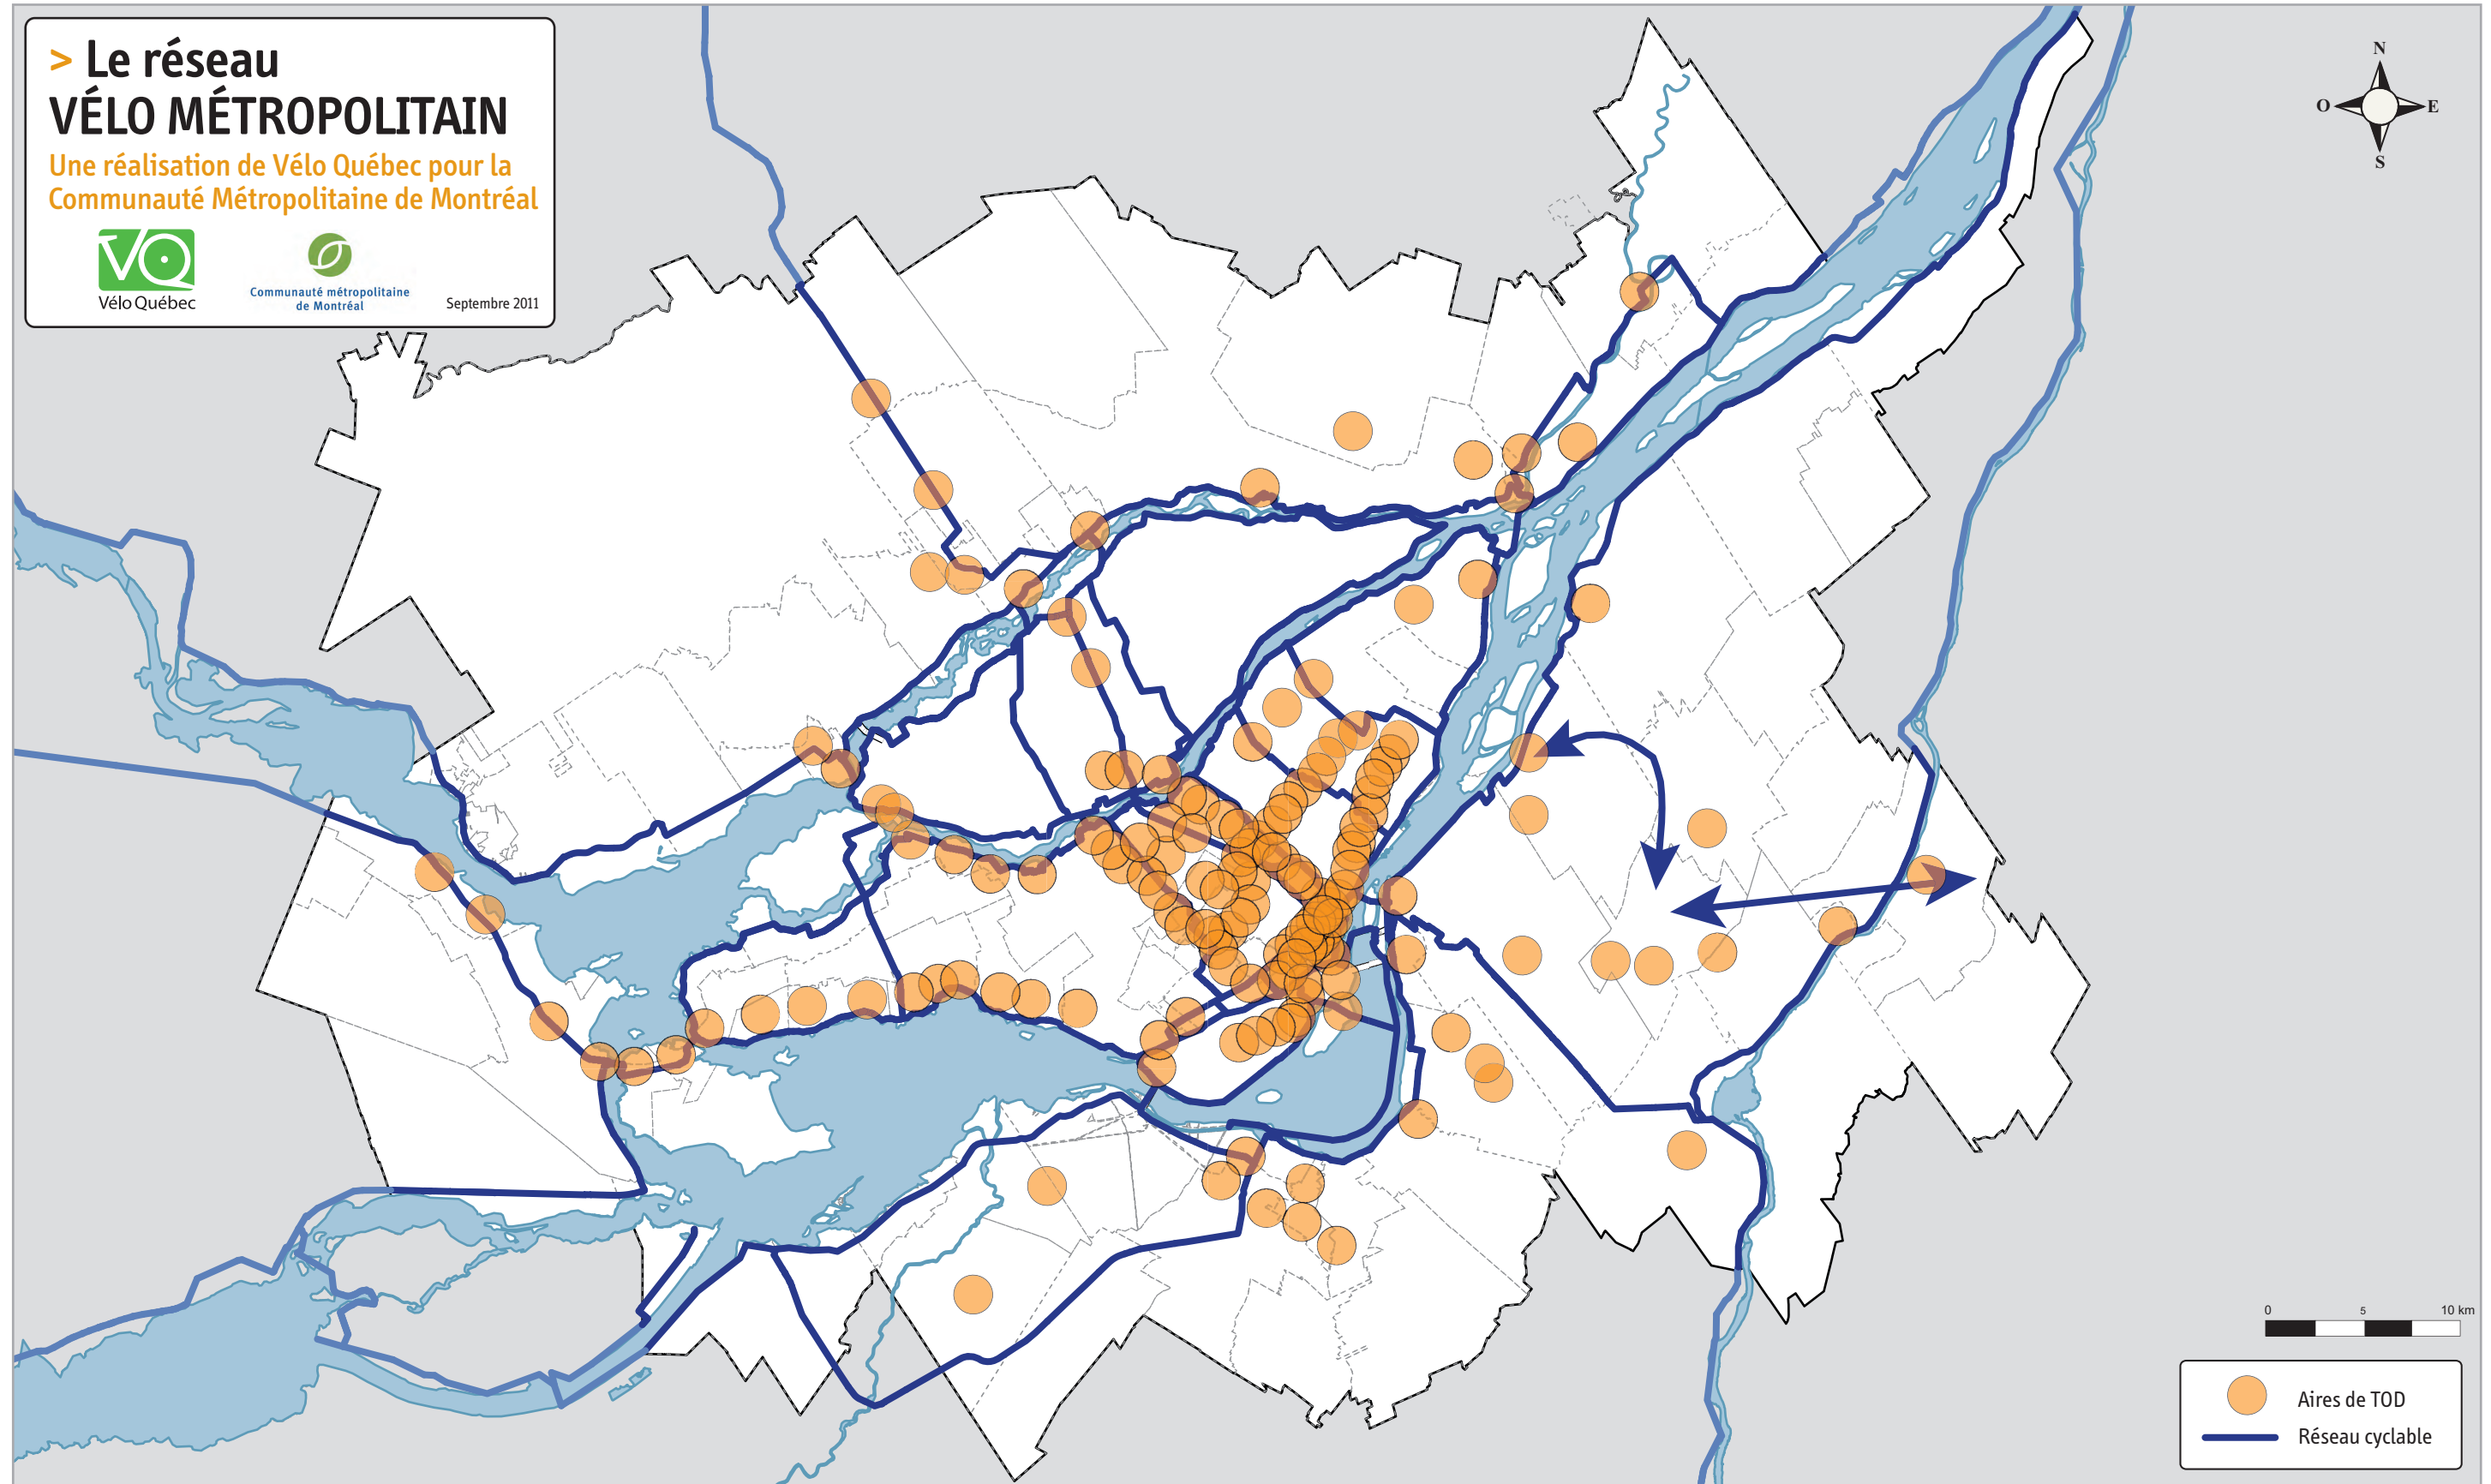 > Le réseau
VÉLO MÉTROPOLITAIN
Une réalisation de Vélo Québec pour la
Communauté Métropolitaine de Montréal
VQ
Vélo Québec
Communauté métropolitaine
de Montréal
Septembre 2011
N
O
E
S
0 5 10 km
Aires de TOD
Réseau cyclable